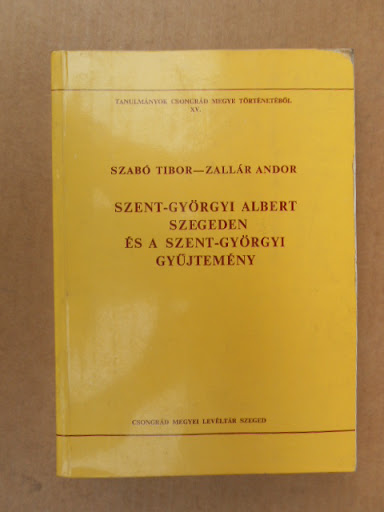 TANULMÁNYOK CSONGRÁD MEGYE TÖRTÉNETÉBŐL
XV.
SZABÓ TIBOR—ZALLÁR ANDOR
SZENT-GYÖRGYI ALBERT
SZEGEDEN
ÉS A SZENT-GYÖRGYI
GYŰJTEMÉNY
CSONGRÁD MEGYEI LEVÉLTÁR SZEGED